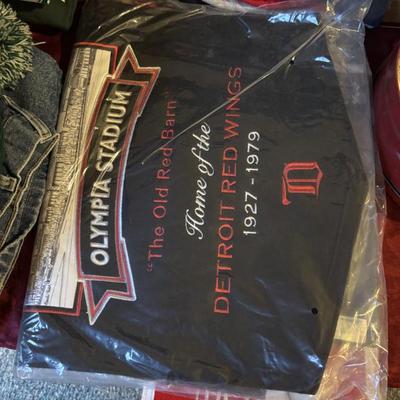 OLYMPIA STADIUM
"The Old Red Barn"
Home of the
DETROIT RED WINGS
1927 - 1979
D